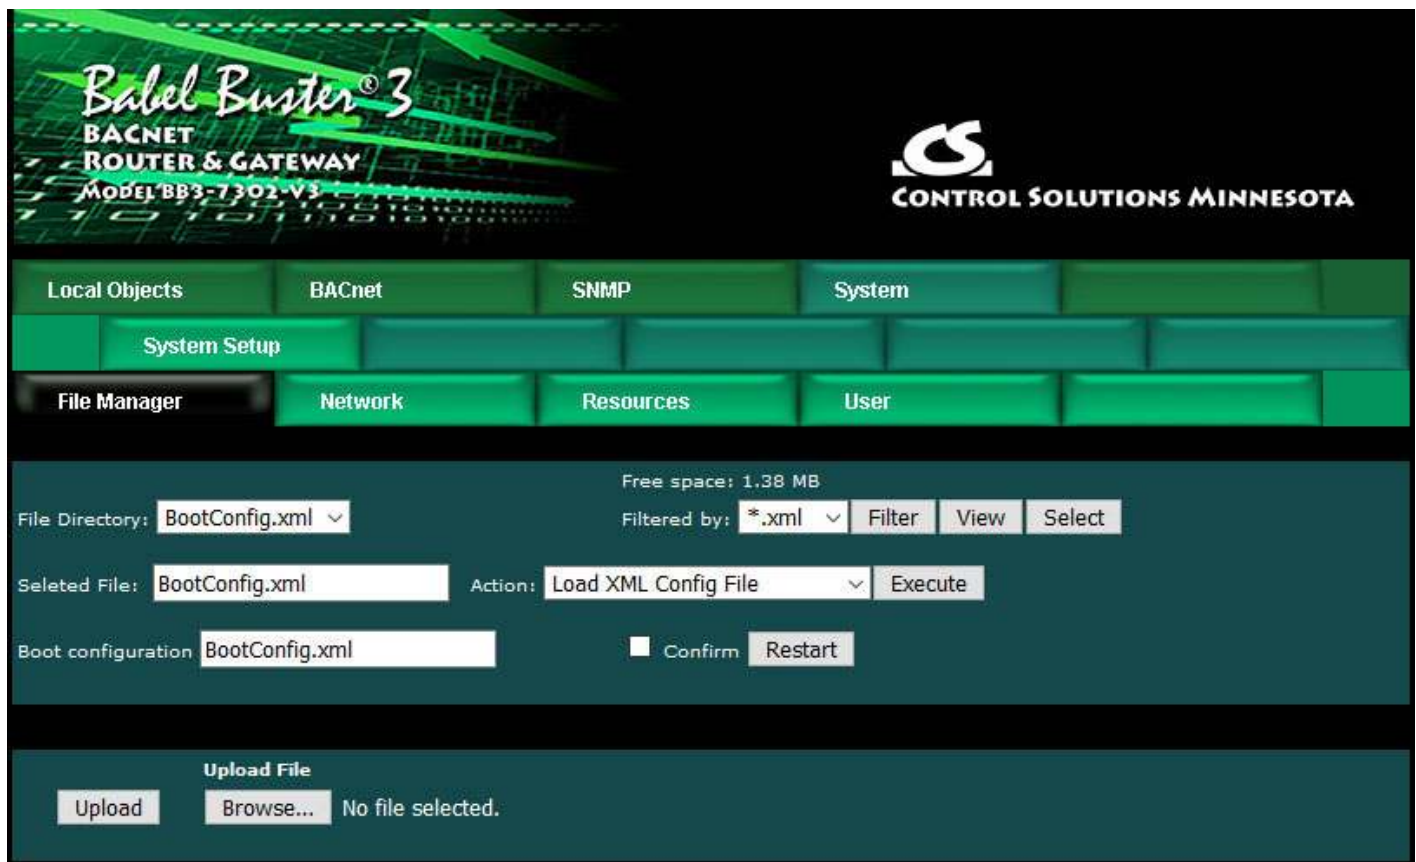 Babel Buster® 3
BACNET
ROUTER & GATEWAY
MODEL BB3-7302-V3
CS
CONTROL SOLUTIONS MINNESOTA
Local Objects BACnet SNMP System
System Setup
File Manager Network Resources User
Free space: 1.38 MB
File Directory: BootConfig.xml Filtered by: *.xml Filter View Select
Seleted File: BootConfig.xml Action: Load XML Config File Execute
Boot configuration BootConfig.xml Confirm Restart
Upload File
Upload Browse... No file selected.